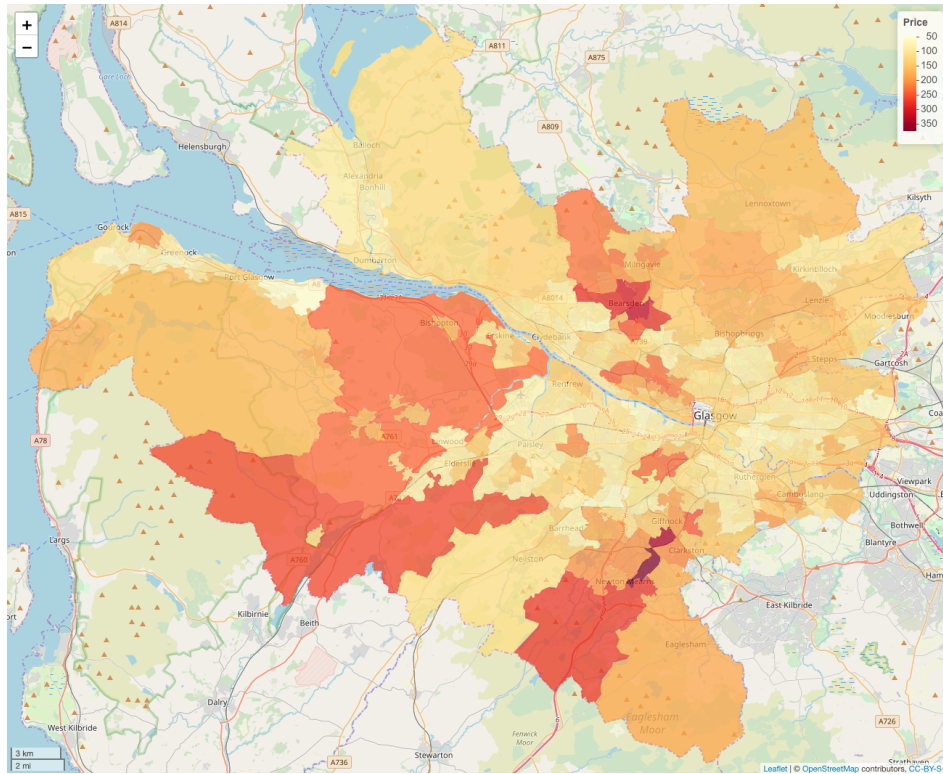 +
−
Price
50
100
150
200
250
300
350
A814
A811
A875
A809
Helensburgh
Balloch
Alexandria
Bonhill
Lennoxtown
Kilsyth
A815
Gourock
Greenock
Port Glasgow
A8
Dumbarton
Milngavie
Kirkintilloch
A8014
Bearsden
Lenzie
Moodiesburn
Bishopton
Erskine
Clydebank
Bishopbriggs
Stepps
Gartcosh
Renfrew
Glasgow
A78
A761
Linwood
Paisley
Elderslie
Rutherglen
Cambuslang
Viewpark
Uddingston
Bothwell
Blantyre
Largs
A760
Barrhead
Giffnock
Clarkston
Neilston
Newton Mearns
East Kilbride
Kilbirnie
Beith
Eaglesham
Dalry
Eaglesham
Moor
Fenwick
Moor
A726
West Kilbride
Stewarton
Strathaven
A736
3 km
2 mi
Leaflet | © OpenStreetMap contributors, CC-BY-S